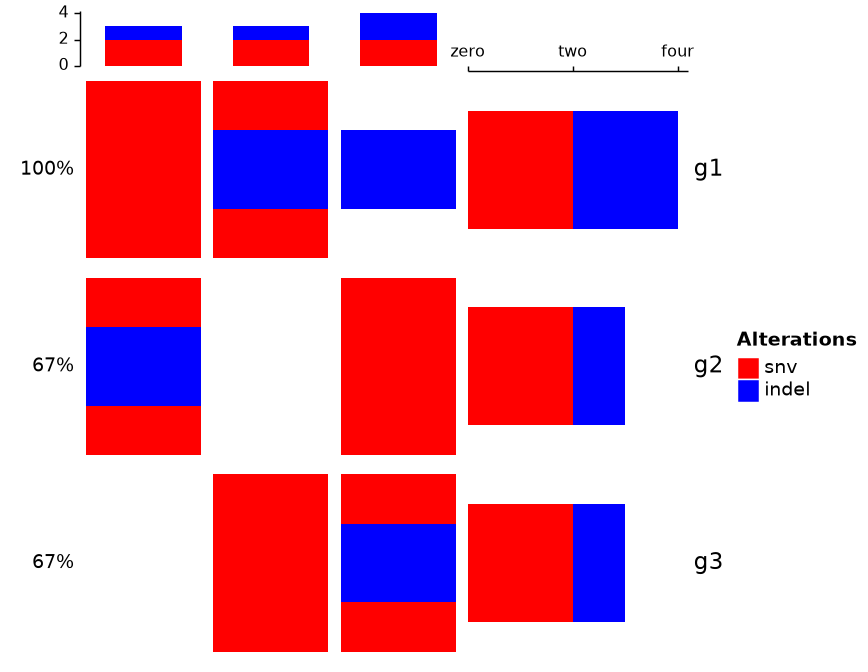 4
2
0
zero two four
100% g1
67% g2
Alterations
snv
indel
67% g3